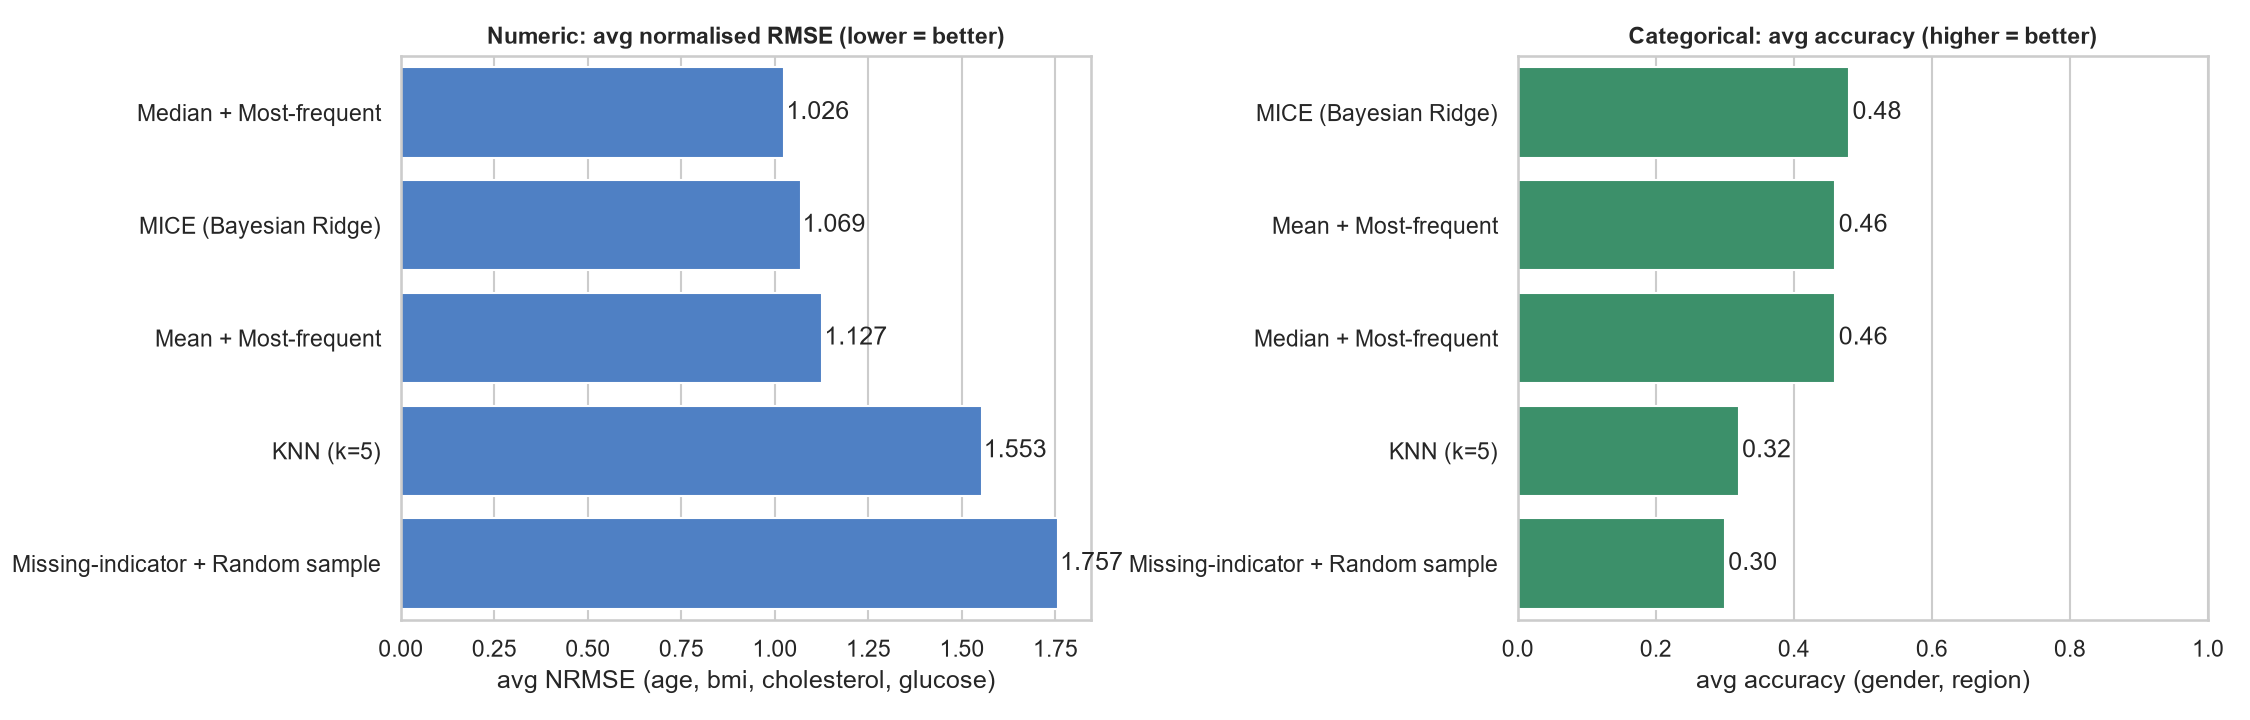 Numeric: avg normalised RMSE (lower = better)
Median + Most-frequent
1.026
MICE (Bayesian Ridge)
1.069
Mean + Most-frequent
1.127
KNN (k=5)
1.553
Missing-indicator + Random sample
1.757
0.00 0.25 0.50 0.75 1.00 1.25 1.50 1.75
avg NRMSE (age, bmi, cholesterol, glucose)
Categorical: avg accuracy (higher = better)
MICE (Bayesian Ridge)
0.48
Mean + Most-frequent
0.46
Median + Most-frequent
0.46
KNN (k=5)
0.32
Missing-indicator + Random sample
0.30
0.0 0.2 0.4 0.6 0.8 1.0
avg accuracy (gender, region)